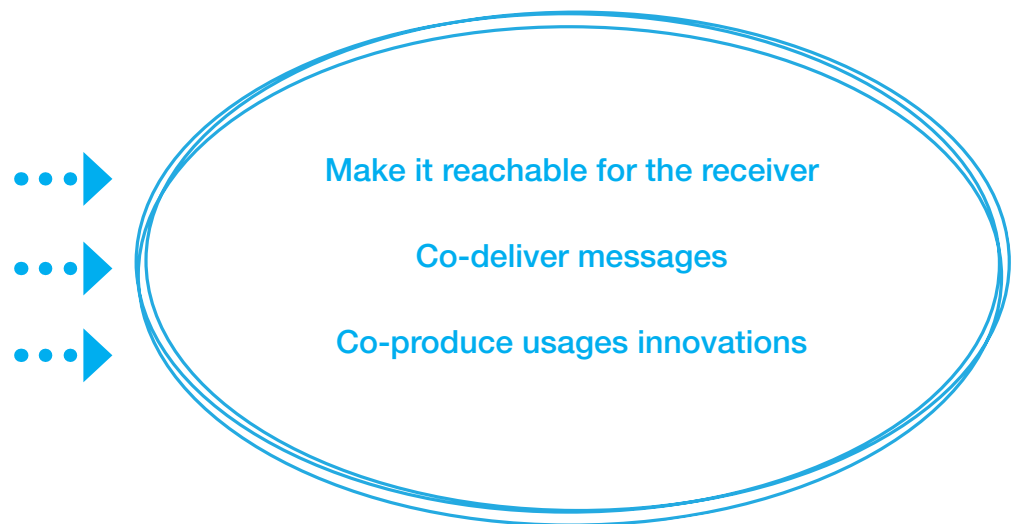 Make it reachable for the receiver
Co-deliver messages
Co-produce usages innovations